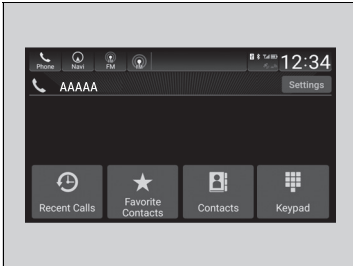 Phone Navi FM
12:34
AAAAA
Settings
Recent Calls
Favorite
Contacts
Contacts
Keypad